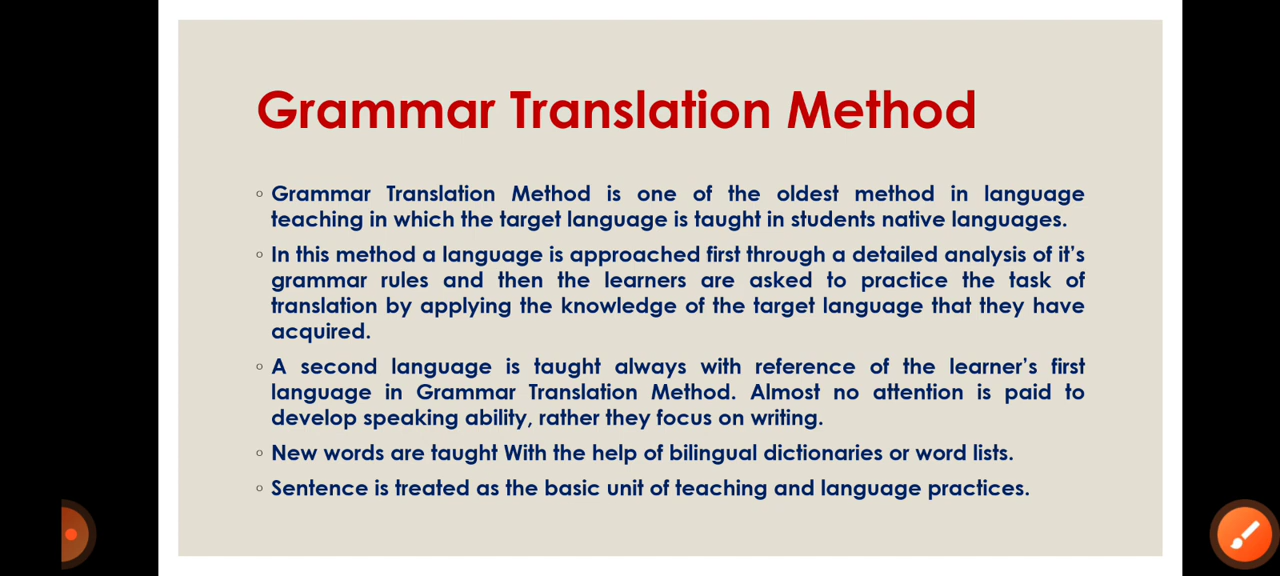 Grammar Translation Method
◦ Grammar Translation Method is one of the oldest method in language
teaching in which the target language is taught in students native languages.
◦ In this method a language is approached first through a detailed analysis of it's
grammar rules and then the learners are asked to practice the task of
translation by applying the knowledge of the target language that they have
acquired.
◦ A second language is taught always with reference of the learner's first
language in Grammar Translation Method. Almost no attention is paid to
develop speaking ability, rather they focus on writing.
◦ New words are taught With the help of bilingual dictionaries or word lists.
◦ Sentence is treated as the basic unit of teaching and language practices.